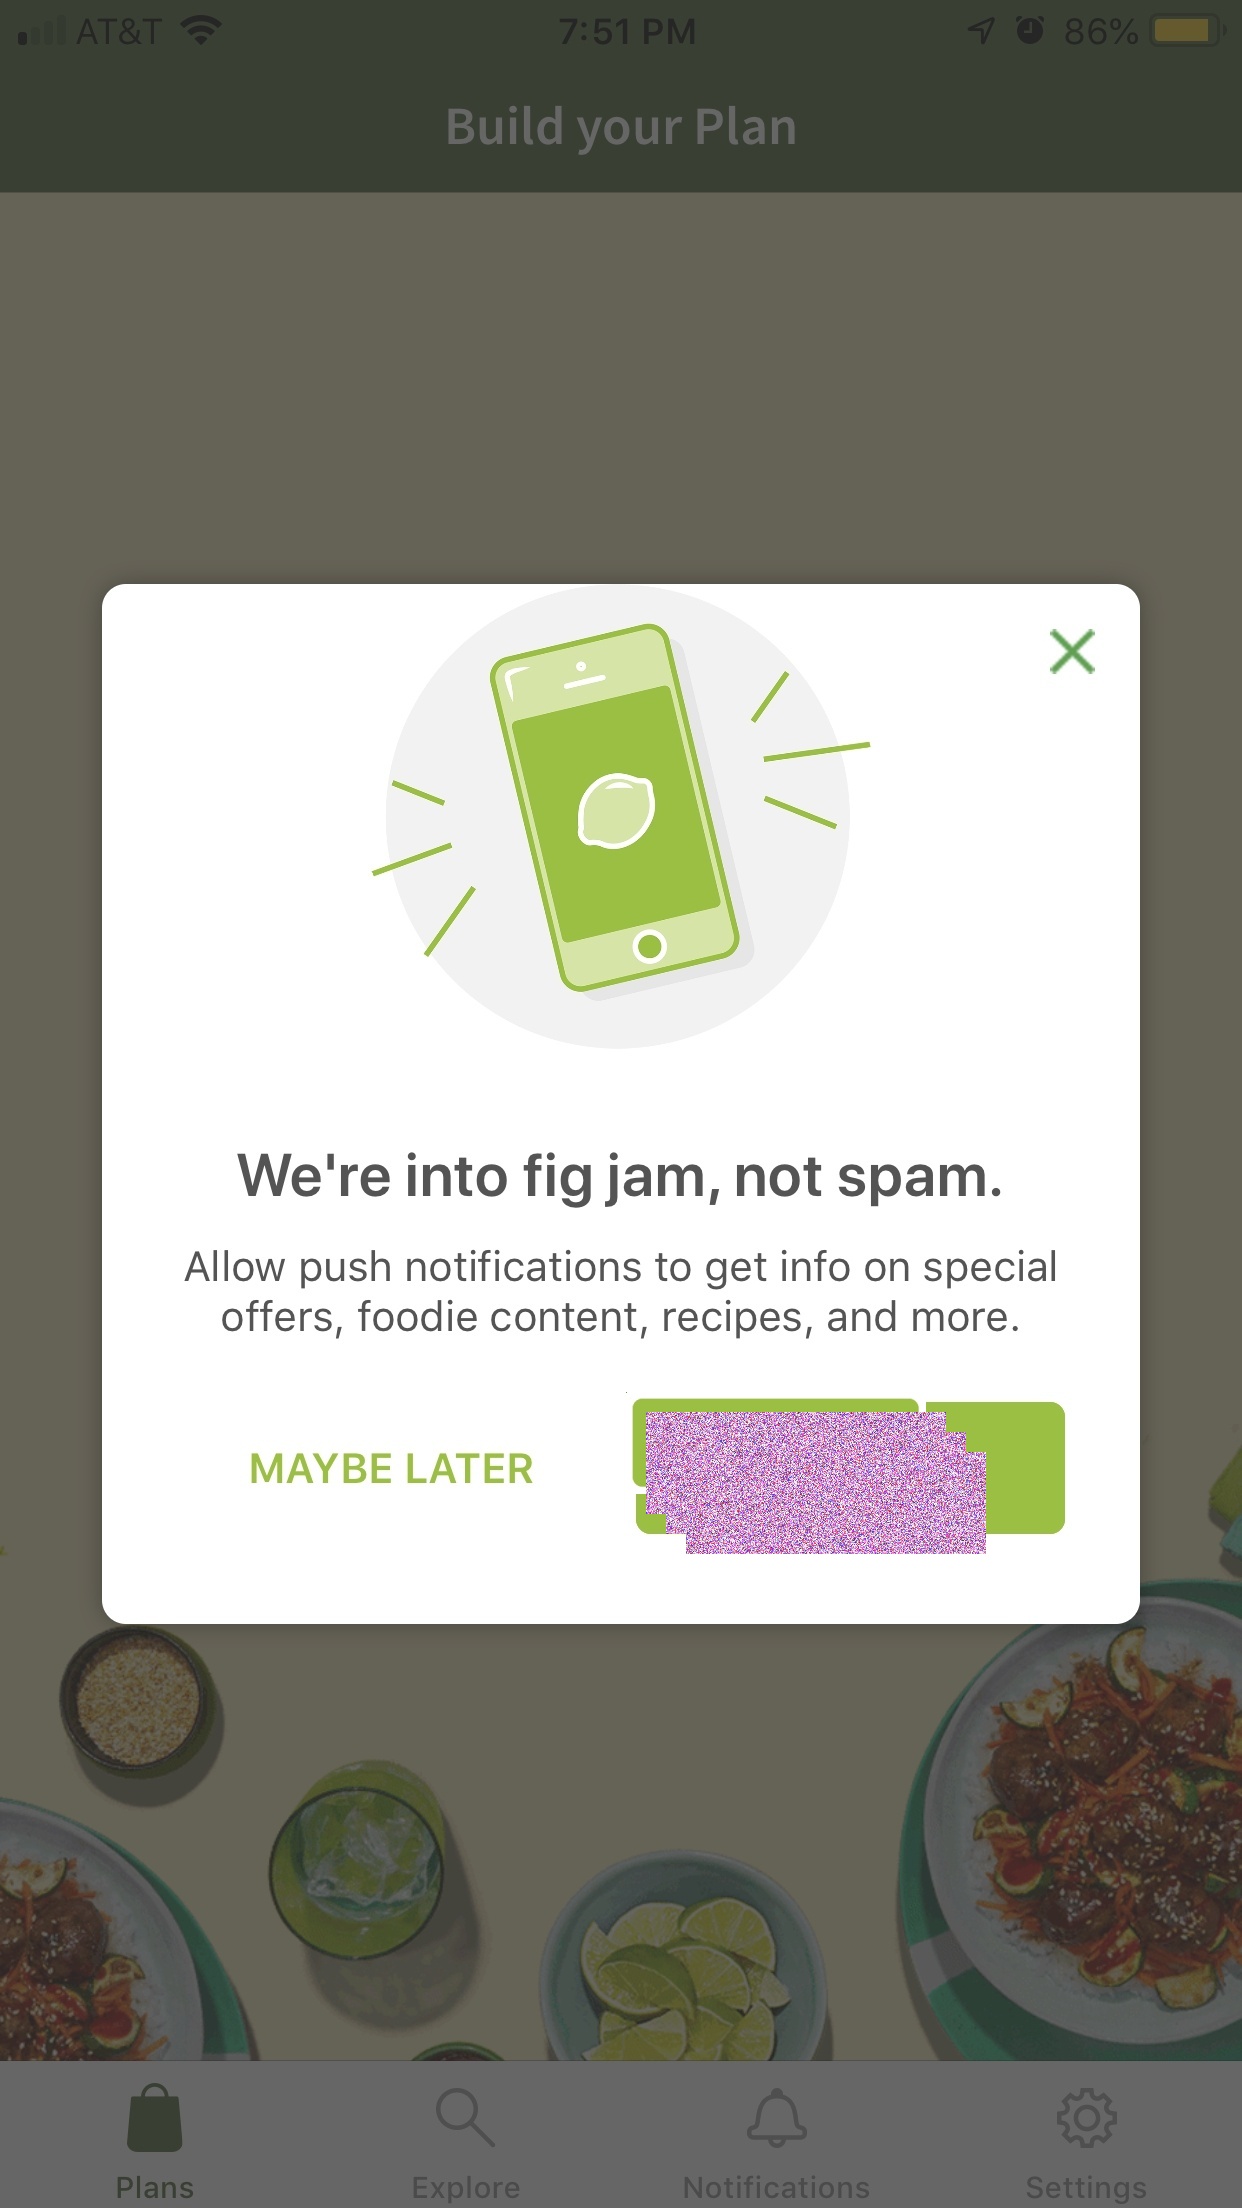 AT&T 7:51 PM 86%
Build your Plan
We're into fig jam, not spam.
Allow push notifications to get info on special
offers, foodie content, recipes, and more.
MAYBE LATER
Plans Explore Notifications Settings